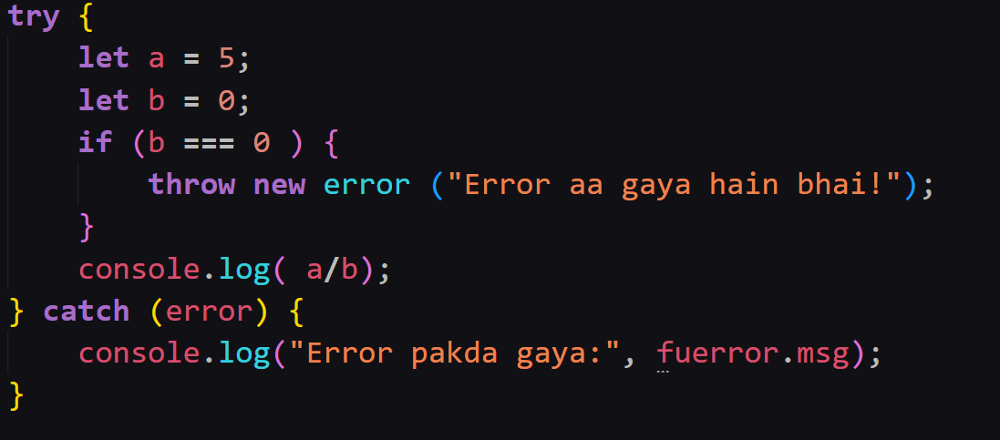 try {
    let a = 5;
    let b = 0;
    if (b === 0 ) {
        throw new error ("Error aa gaya hain bhai!");
    }
    console.log( a/b);
} catch (error) {
    console.log("Error pakda gaya:", fuerror.msg);
}